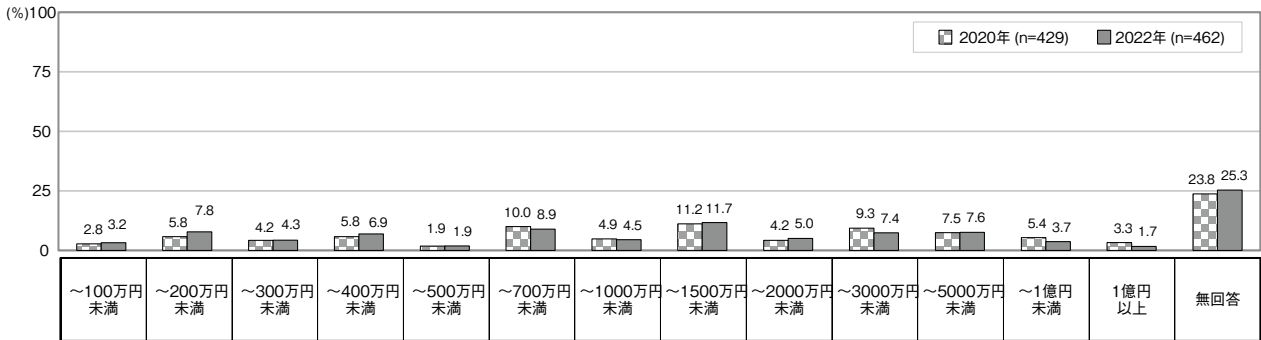 (%)100
75
50
25
0
2020年 (n=429) 2022年 (n=462)
2.8 3.2 5.8 7.8 4.2 4.3 5.8 6.9 1.9 1.9 10.0 8.9 4.9 4.5 11.2 11.7 4.2 5.0 9.3 7.4 7.5 7.6 5.4 3.7 3.3 1.7 23.8 25.3
～100万円 ～200万円 ～300万円 ～400万円 ～500万円 ～700万円 ～1000万円 ～1500万円 ～2000万円 ～3000万円 ～5000万円 ～1億円 1億円 無回答
未満 未満 未満 未満 未満 未満 未満 未満 未満 未満 未満 未満 以上